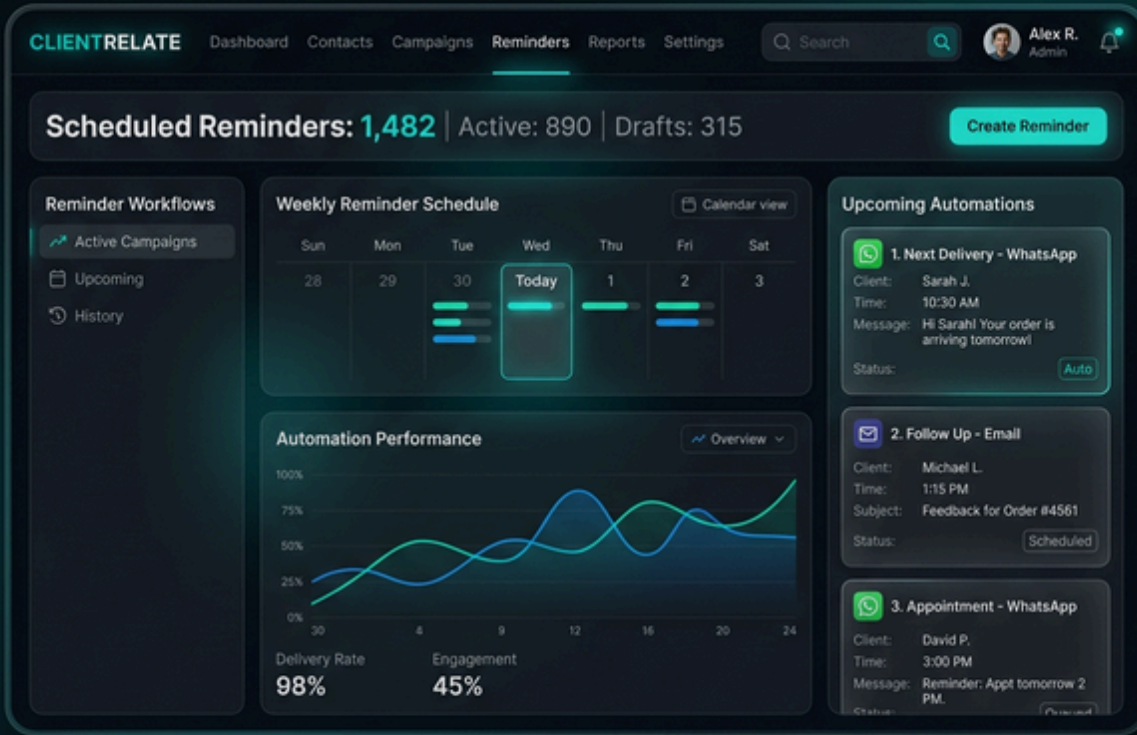 CLIENTRELATE Dashboard Contacts Campaigns Reminders Reports Settings Search Alex R.
Admin
Scheduled Reminders: 1,482 | Active: 890 | Drafts: 315 Create Reminder
Reminder Workflows
Active Campaigns
Upcoming
History
Weekly Reminder Schedule Calendar view
Sun Mon Tue Wed Thu Fri Sat
28 29 30 Today 1 2 3
Automation Performance Overview
100%
75%
50%
25%
0%
30 4 9 12 16 20 24
Delivery Rate Engagement
98% 45%
Upcoming Automations
1. Next Delivery - WhatsApp
Client: Sarah J.
Time: 10:30 AM
Message: Hi Sarah! Your order is
arriving tomorrow!
Status: Auto
2. Follow Up - Email
Client: Michael L.
Time: 1:15 PM
Subject: Feedback for Order #4561
Status: Scheduled
3. Appointment - WhatsApp
Client: David P.
Time: 3:00 PM
Message: Reminder: Appt tomorrow 2
PM.
Status: Queued